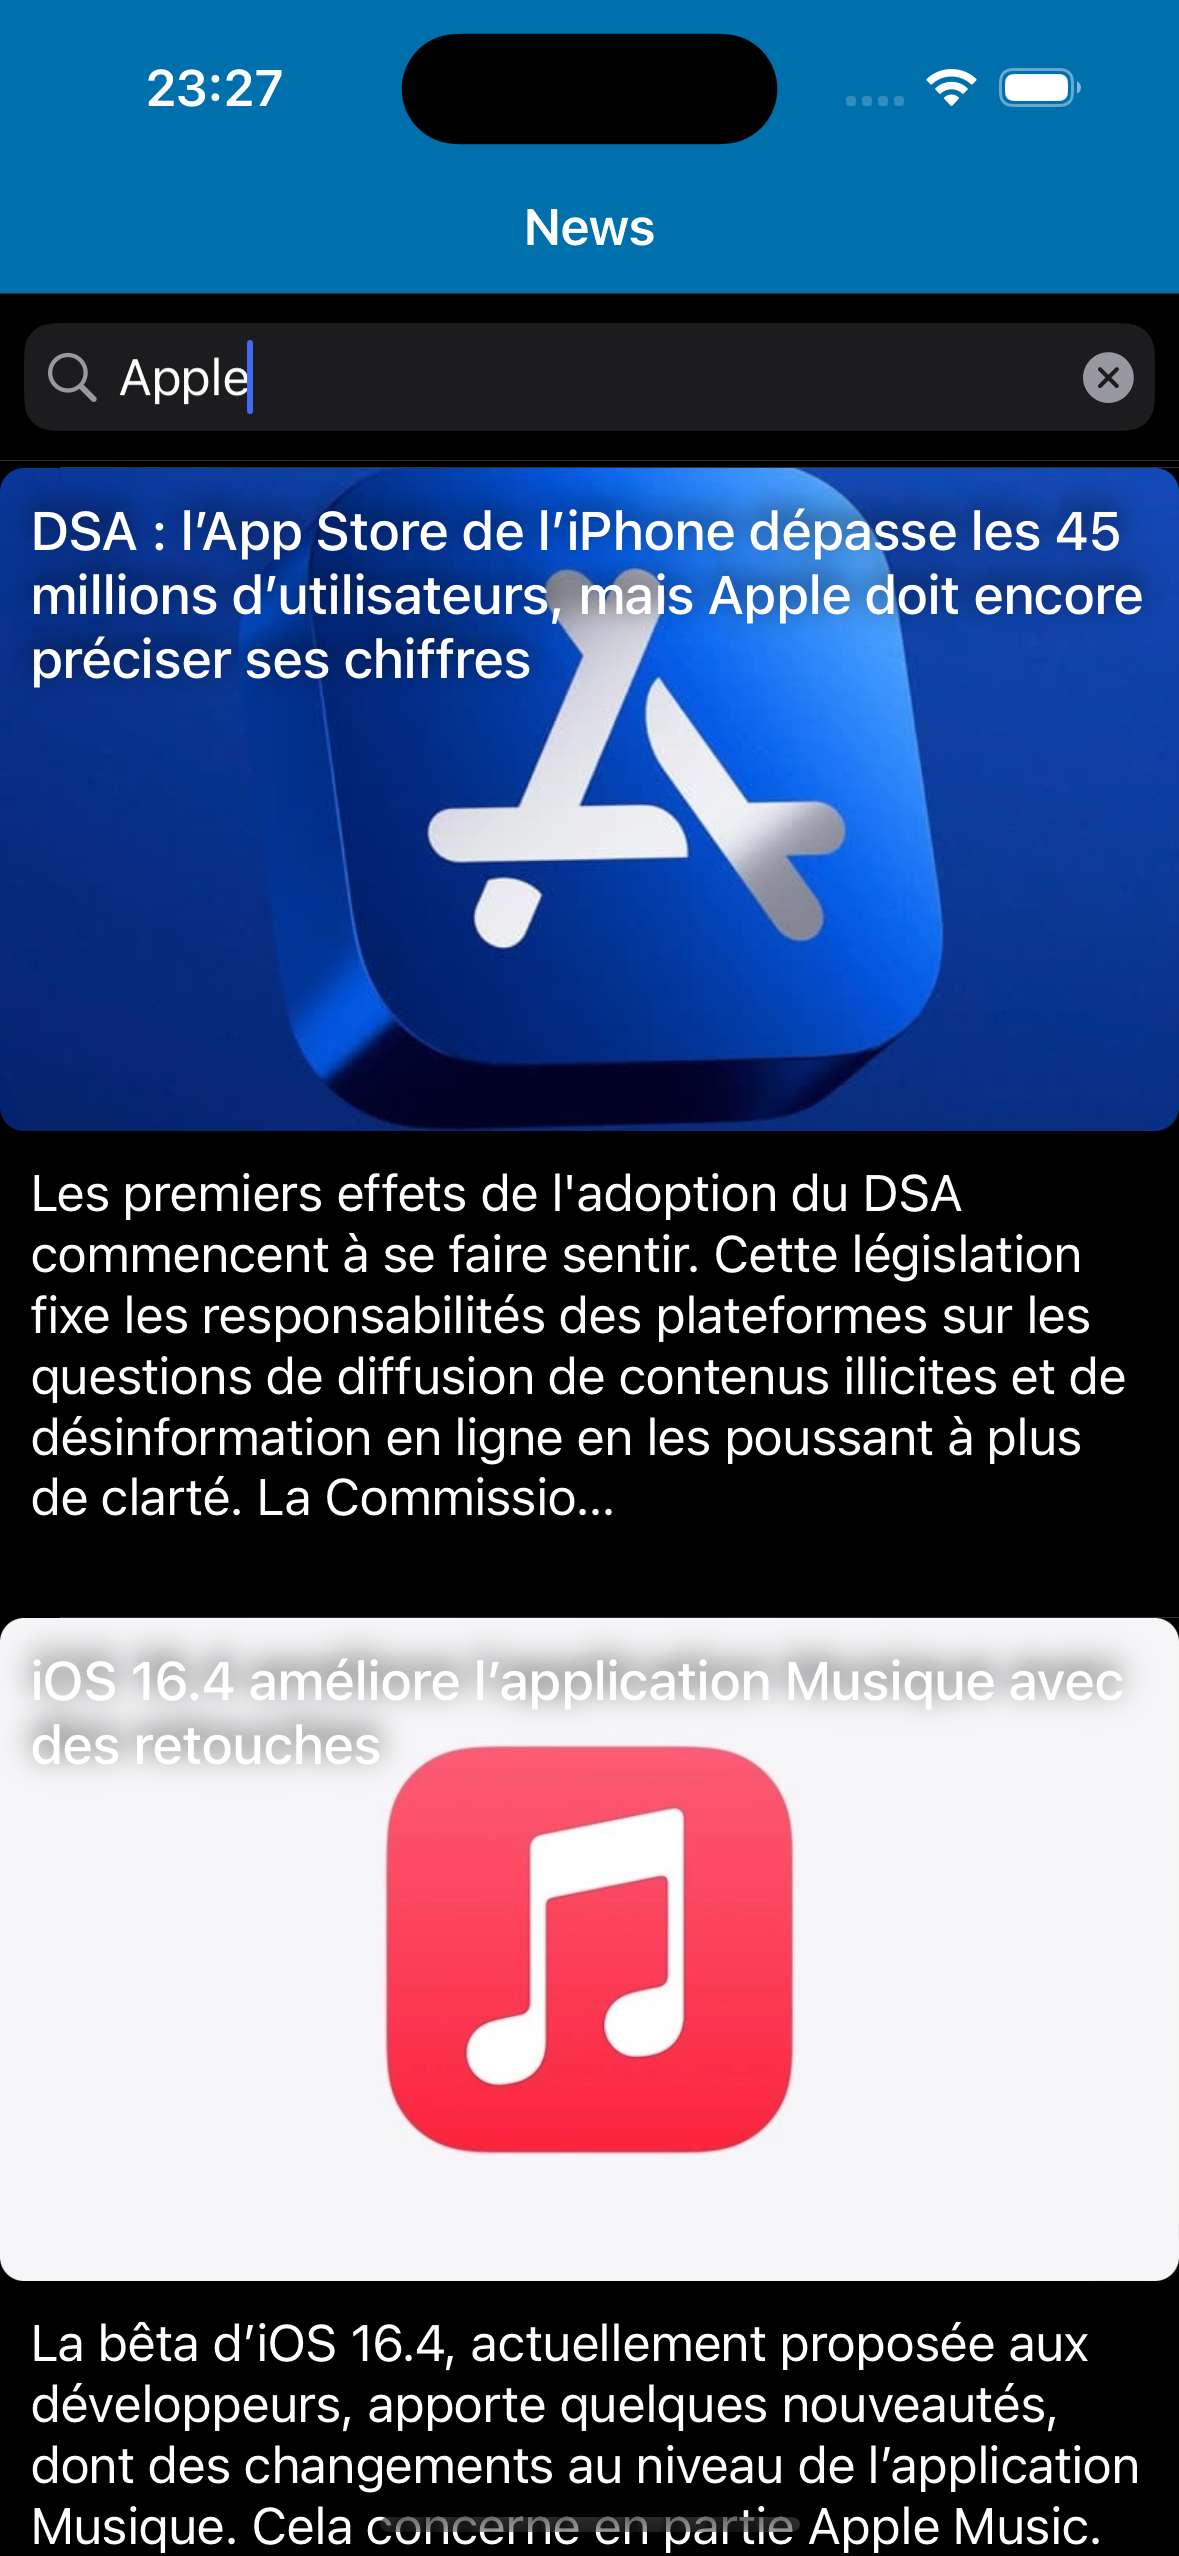 23:27
News
Apple
DSA : l’App Store de l’iPhone dépasse les 45
millions d’utilisateurs, mais Apple doit encore
préciser ses chiffres
Les premiers effets de l'adoption du DSA
commencent à se faire sentir. Cette législation
fixe les responsabilités des plateformes sur les
questions de diffusion de contenus illicites et de
désinformation en ligne en les poussant à plus
de clarté. La Commissio...
iOS 16.4 améliore l’application Musique avec
des retouches
La bêta d’iOS 16.4, actuellement proposée aux
développeurs, apporte quelques nouveautés,
dont des changements au niveau de l’application
Musique. Cela concerne en partie Apple Music.